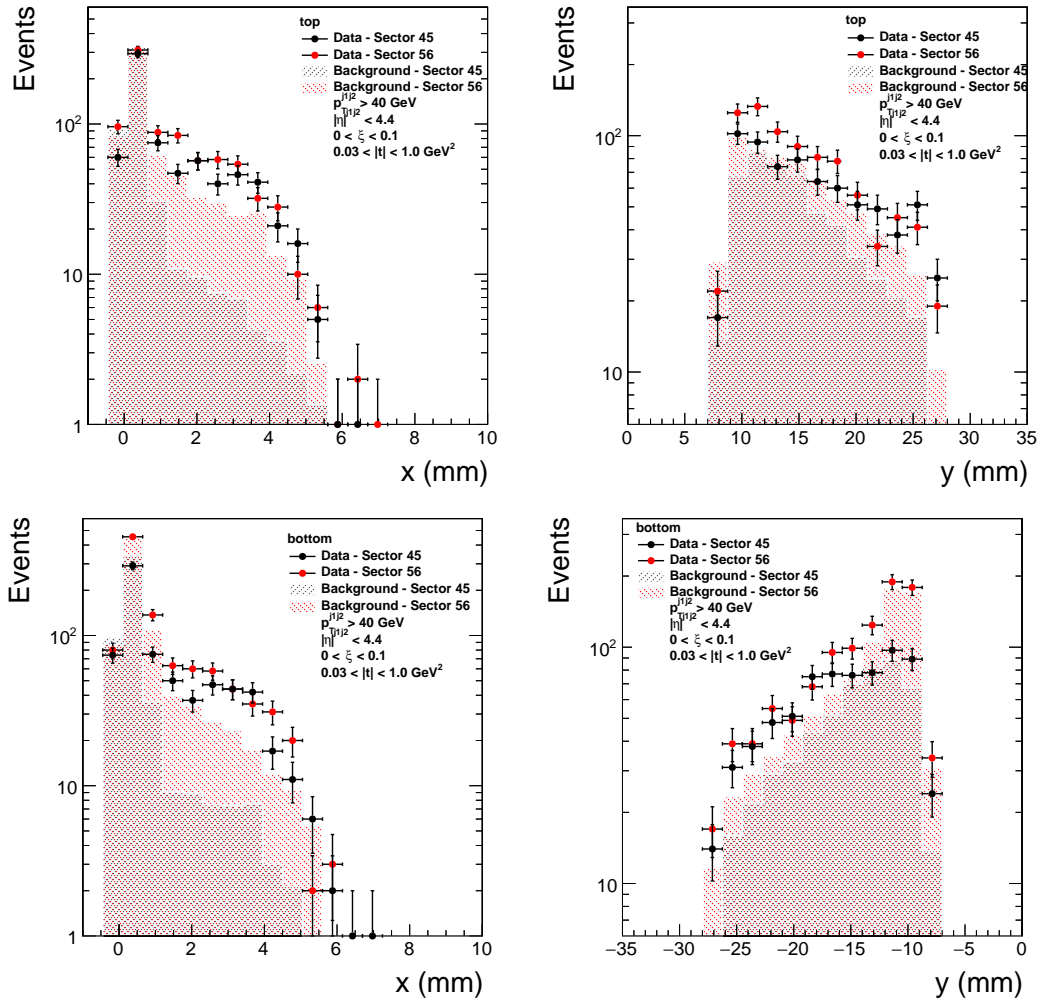 Events
top
Data - Sector 45
Data - Sector 56
Background - Sector 45
Background - Sector 56
p_T^{j1j2} > 40 GeV
|η|^{j1j2} < 4.4
0 < ξ < 0.1
0.03 < |t| < 1.0 GeV²
10²
10
1
0 2 4 6 8 10
x (mm)
Events
top
Data - Sector 45
Data - Sector 56
Background - Sector 45
Background - Sector 56
p_T^{j1j2} > 40 GeV
|η|^{j1j2} < 4.4
0 < ξ < 0.1
0.03 < |t| < 1.0 GeV²
10²
10
0 5 10 15 20 25 30 35
y (mm)
Events
bottom
Data - Sector 45
Data - Sector 56
Background - Sector 45
Background - Sector 56
p_T^{j1j2} > 40 GeV
|η|^{j1j2} < 4.4
0 < ξ < 0.1
0.03 < |t| < 1.0 GeV²
10²
10
1
0 2 4 6 8 10
x (mm)
Events
bottom
Data - Sector 45
Data - Sector 56
Background - Sector 45
Background - Sector 56
p_T^{j1j2} > 40 GeV
|η|^{j1j2} < 4.4
0 < ξ < 0.1
0.03 < |t| < 1.0 GeV²
10²
10
−35 −30 −25 −20 −15 −10 −5 0
y (mm)